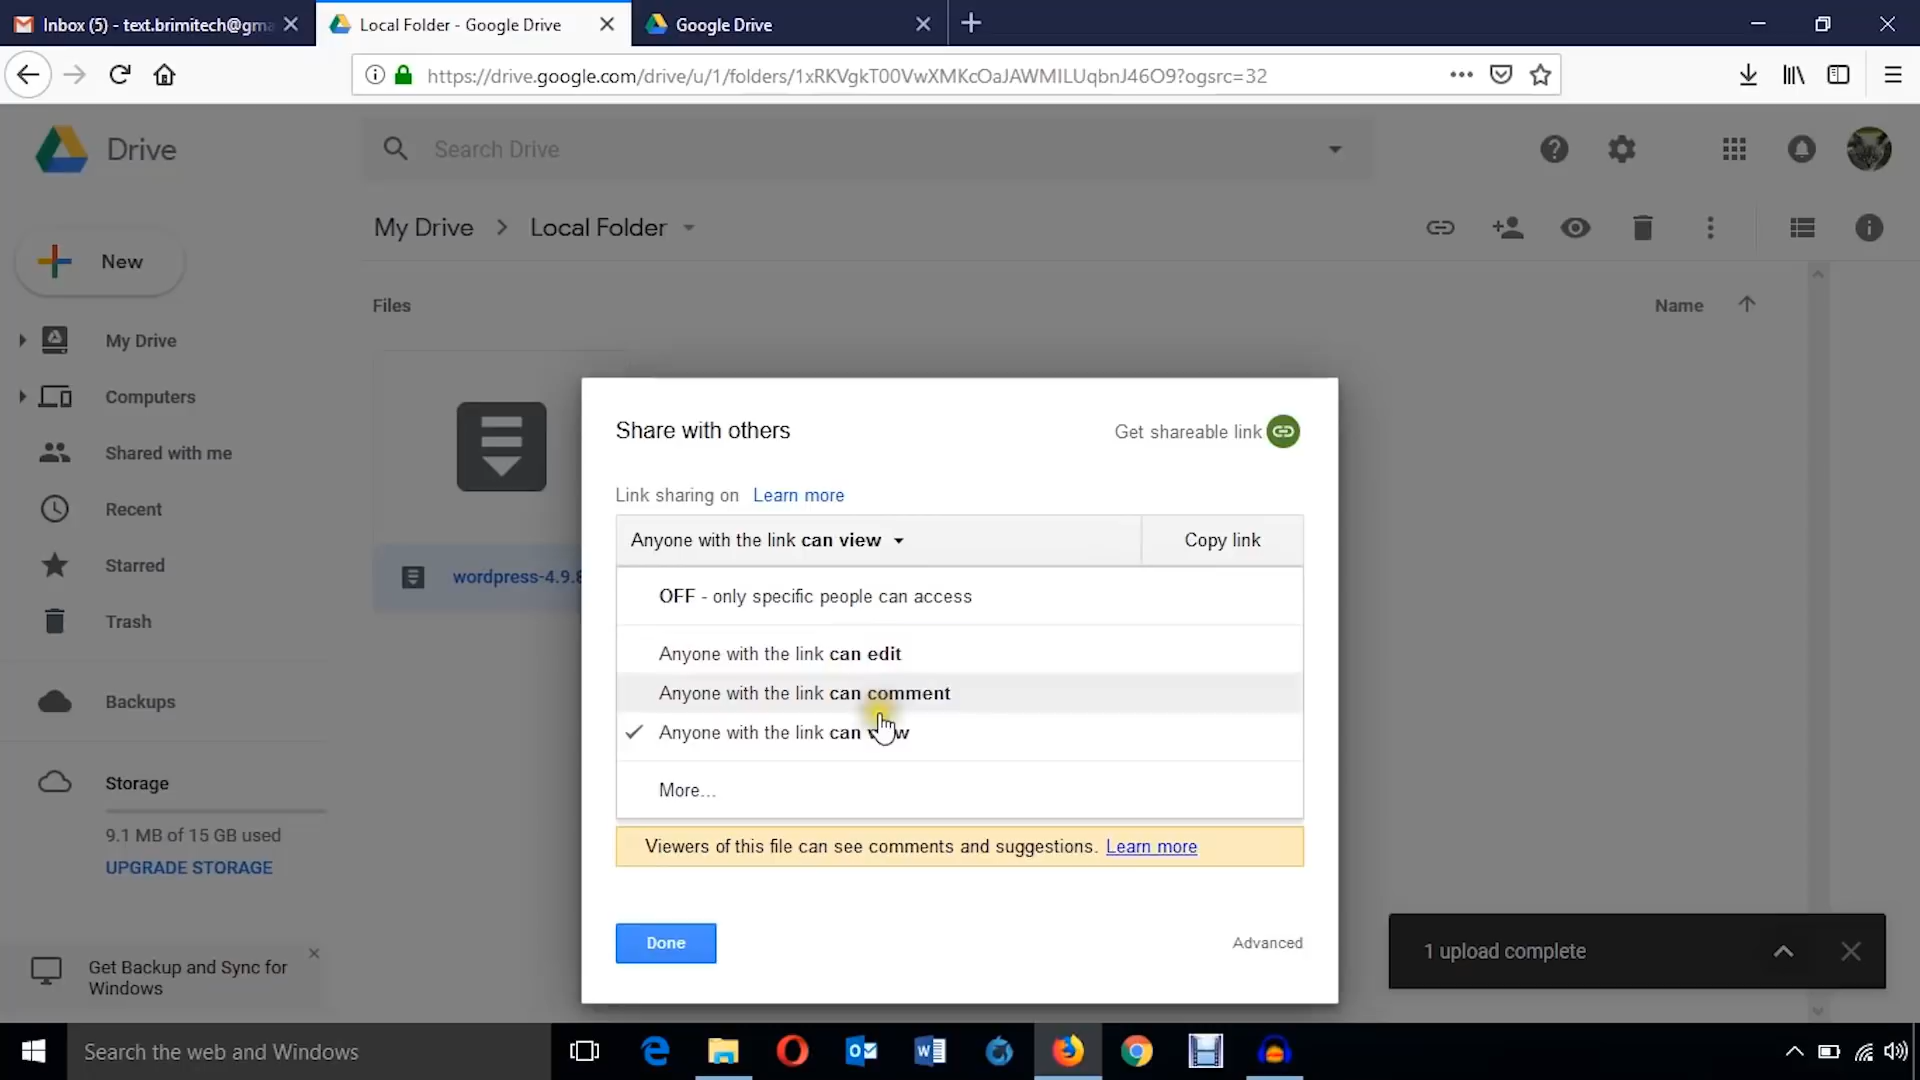 Inbox (5) - text.brimitech@gma
Local Folder - Google Drive
Google Drive
https://drive.google.com/drive/u/1/folders/1xRKVgkT00VwXMKcOaJAWMILUqbnJ46O9?ogsrc=32
Drive
Search Drive
My Drive
Local Folder
New
Files
Name
My Drive
Computers
Shared with me
Recent
Starred
Trash
Backups
Storage
9.1 MB of 15 GB used
UPGRADE STORAGE
Get Backup and Sync for
Windows
wordpress-4.9.8
Share with others
Get shareable link
Link sharing on Learn more
Anyone with the link can view
Copy link
OFF - only specific people can access
Anyone with the link can edit
Anyone with the link can comment
Anyone with the link can view
More...
Viewers of this file can see comments and suggestions. Learn more
Done
Advanced
1 upload complete
Search the web and Windows